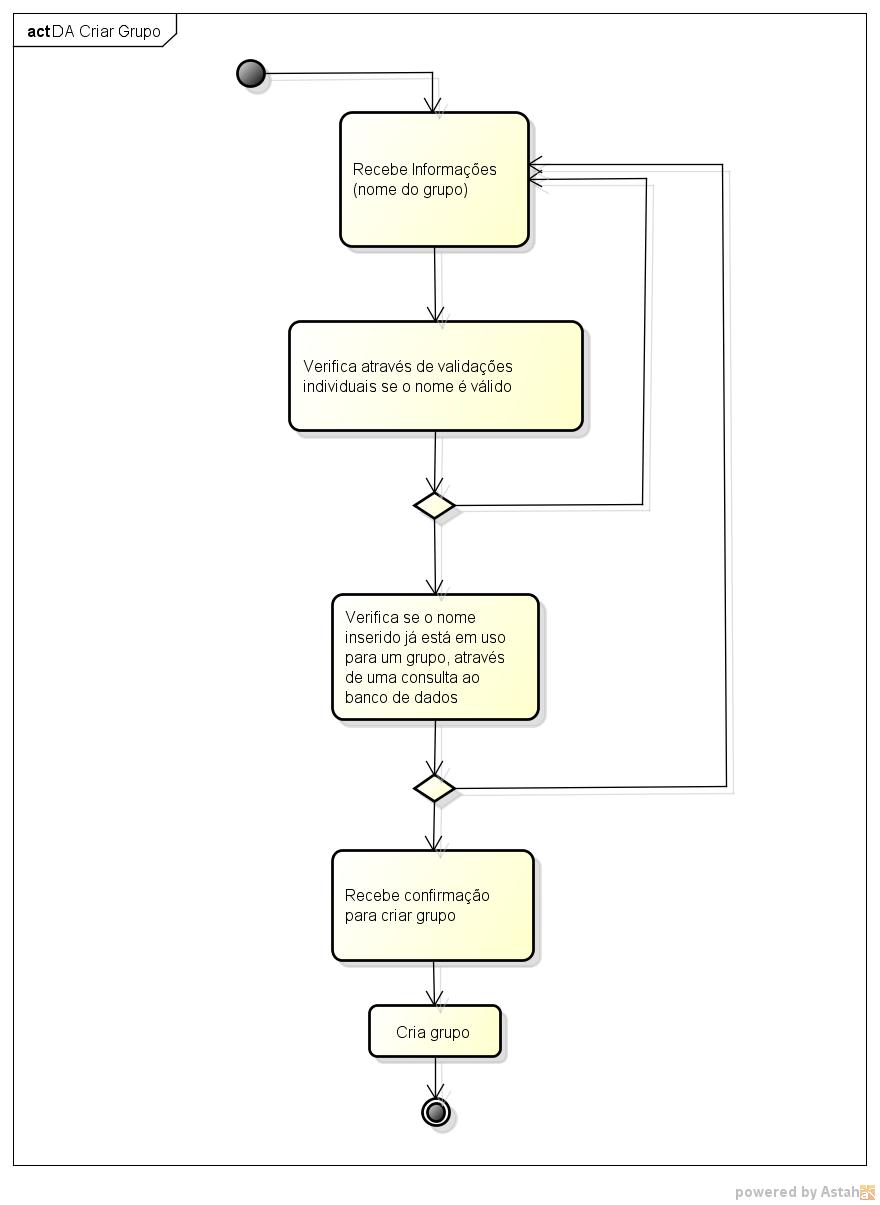 act DA Criar Grupo
Recebe Informações
(nome do grupo)
Verifica através de validações
individuais se o nome é válido
Verifica se o nome
inserido já está em uso
para um grupo, através
de uma consulta ao
banco de dados
Recebe confirmação
para criar grupo
Cria grupo
powered by Astah